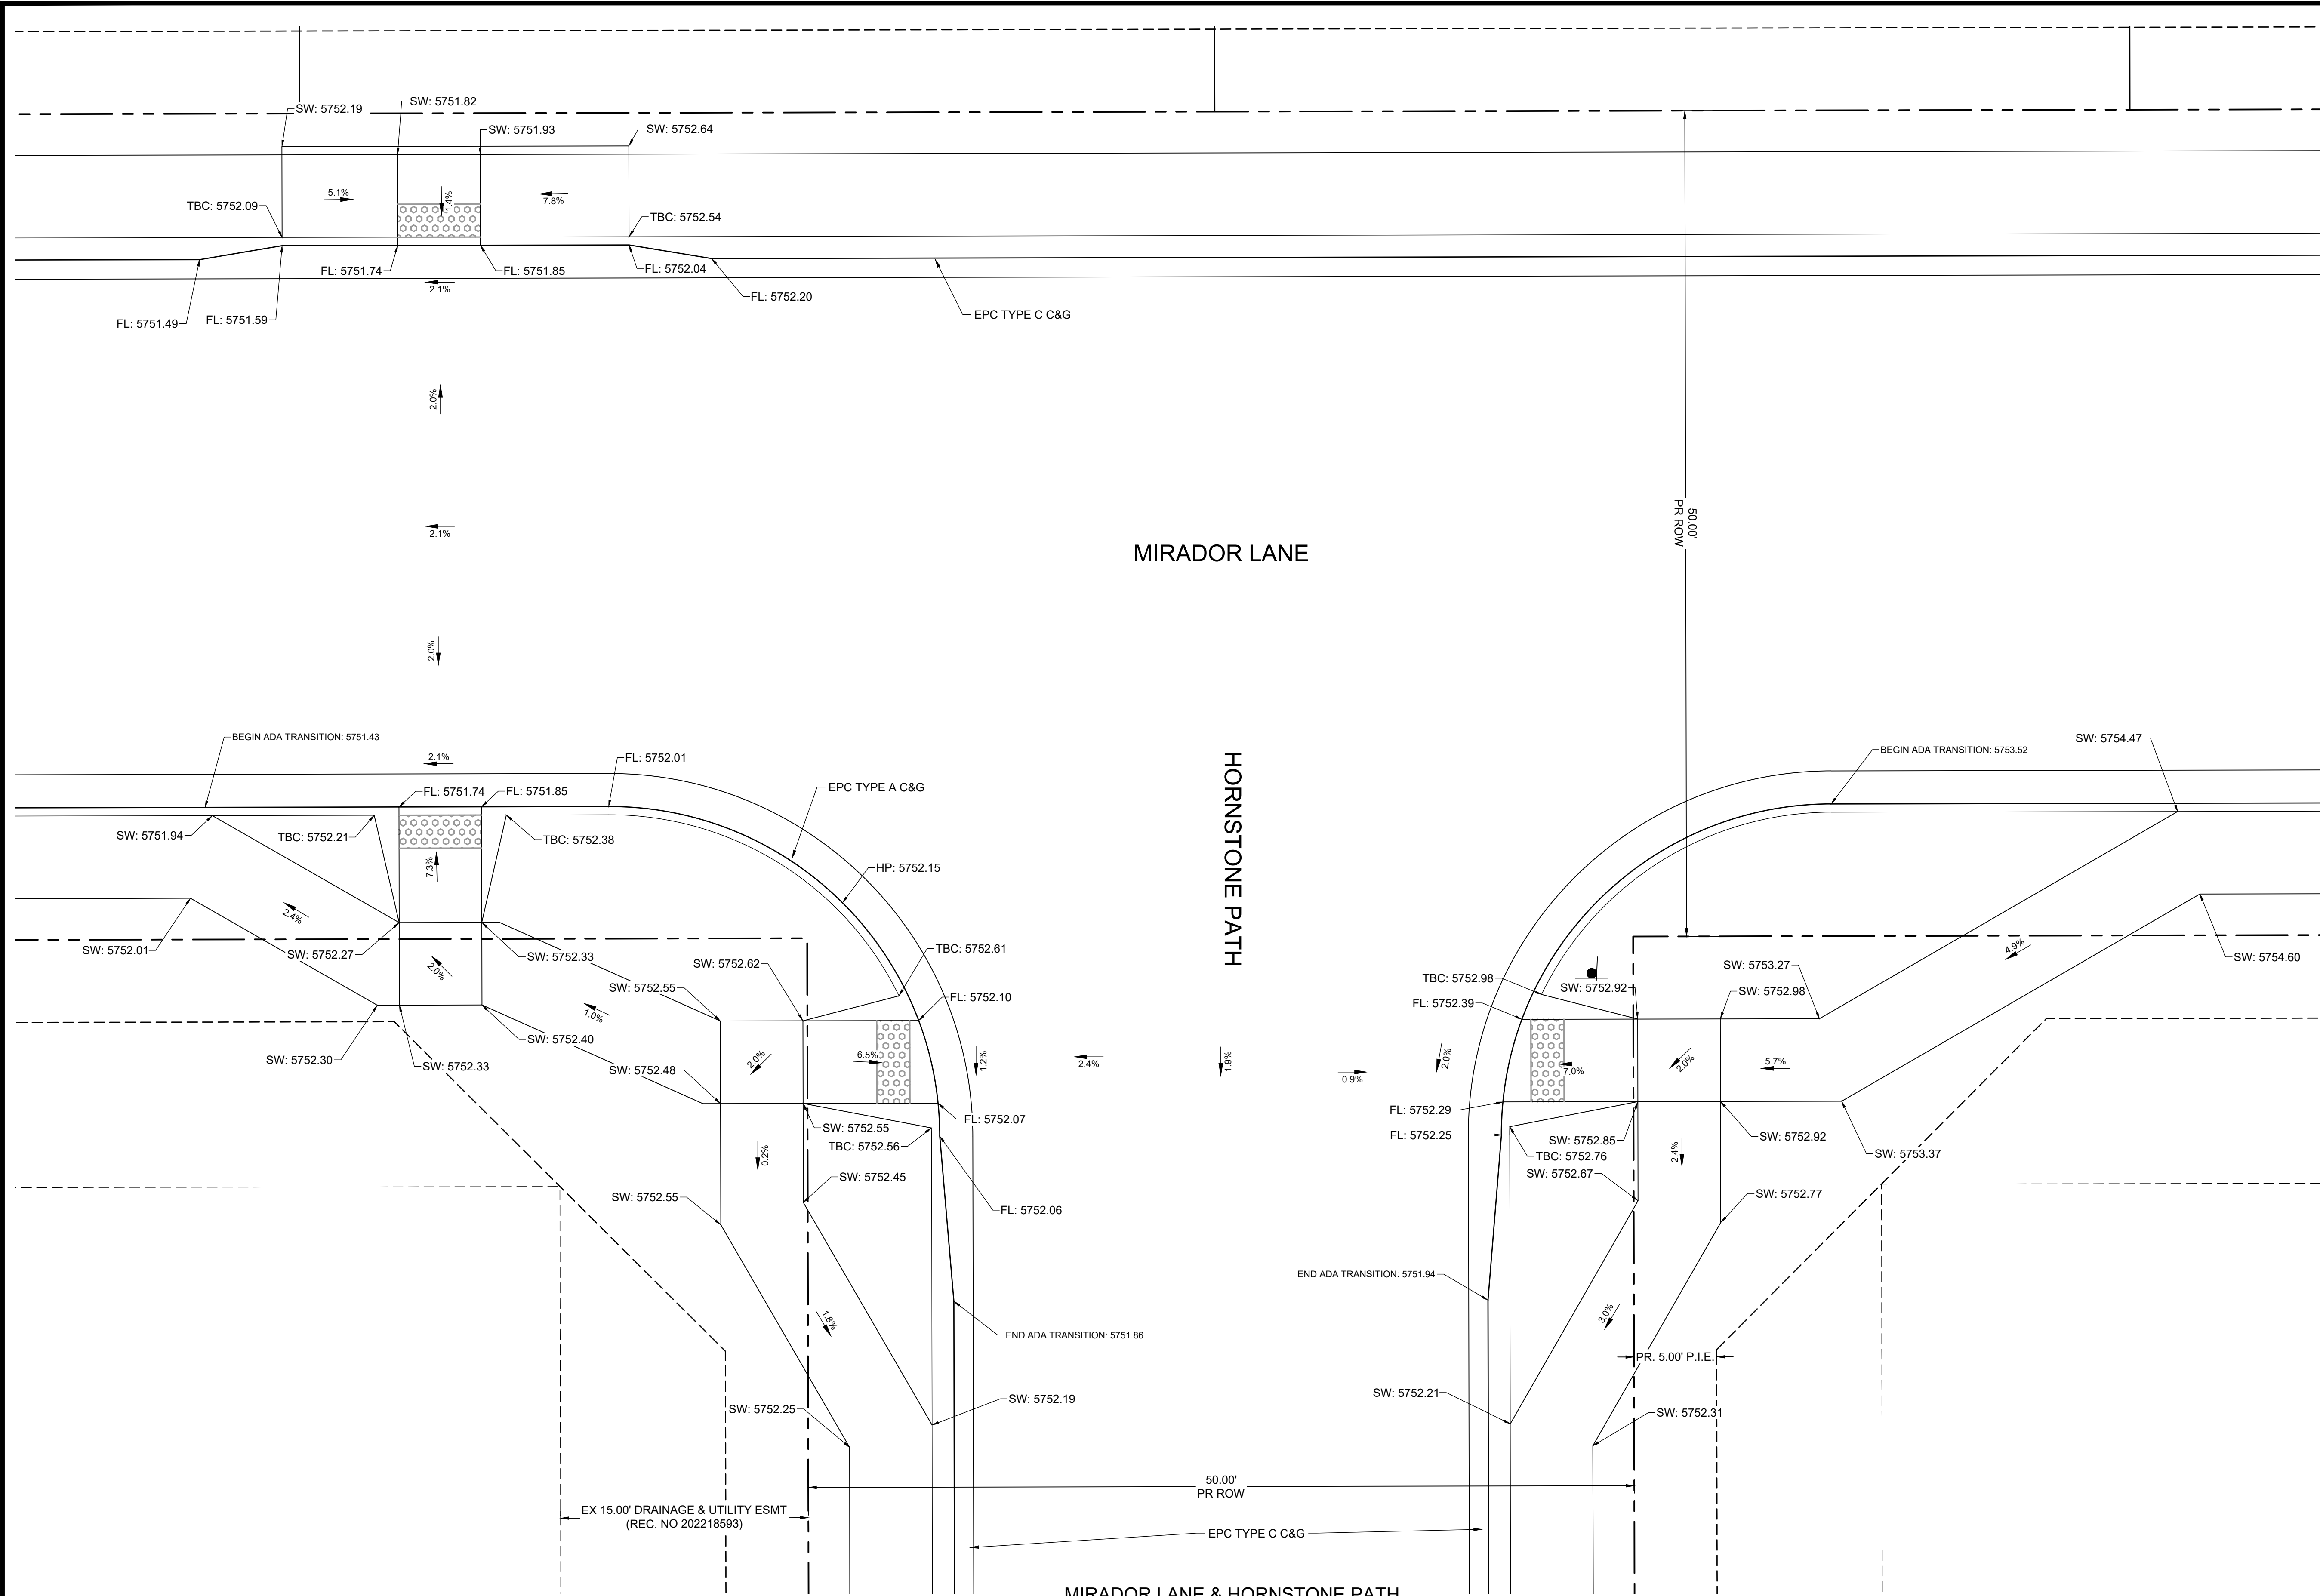 SW: 5752.19
SW: 5751.82
SW: 5751.93
SW: 5752.64
5.1%
1.4%
7.8%
TBC: 5752.09
TBC: 5752.54
FL: 5751.74
FL: 5751.85
FL: 5752.04
2.1%
FL: 5752.20
FL: 5751.49
FL: 5751.59
EPC TYPE C C&G
2.0%
50.00'
PR ROW
2.1%
MIRADOR LANE
2.0%
BEGIN ADA TRANSITION: 5751.43
2.1%
FL: 5752.01
HORNSTONE PATH
BEGIN ADA TRANSITION: 5753.52
SW: 5754.47
FL: 5751.74
FL: 5751.85
EPC TYPE A C&G
SW: 5751.94
TBC: 5752.21
TBC: 5752.38
7.3%
HP: 5752.15
2.4%
SW: 5752.01
SW: 5752.27
SW: 5752.33
2.0%
SW: 5752.62
TBC: 5752.61
4.9%
SW: 5754.60
SW: 5752.55
FL: 5752.10
TBC: 5752.98
SW: 5752.92
SW: 5753.27
SW: 5752.98
FL: 5752.39
1.0%
SW: 5752.40
SW: 5752.30
SW: 5752.33
SW: 5752.48
2.0%
6.5%
1.2%
2.4%
1.9%
0.9%
2.0%
7.0%
2.0%
5.7%
FL: 5752.29
FL: 5752.07
SW: 5752.55
TBC: 5752.56
FL: 5752.25
SW: 5752.85
SW: 5752.92
TBC: 5752.76
SW: 5753.37
0.2%
SW: 5752.45
SW: 5752.67
2.4%
SW: 5752.55
FL: 5752.06
SW: 5752.77
END ADA TRANSITION: 5751.94
1.8%
END ADA TRANSITION: 5751.86
3.0%
PR. 5.00' P.I.E.
SW: 5752.25
SW: 5752.19
SW: 5752.21
SW: 5752.31
50.00'
PR ROW
EX 15.00' DRAINAGE & UTILITY ESMT
(REC. NO 202218593)
EPC TYPE C C&G
MIRADOR LANE & HORNSTONE PATH